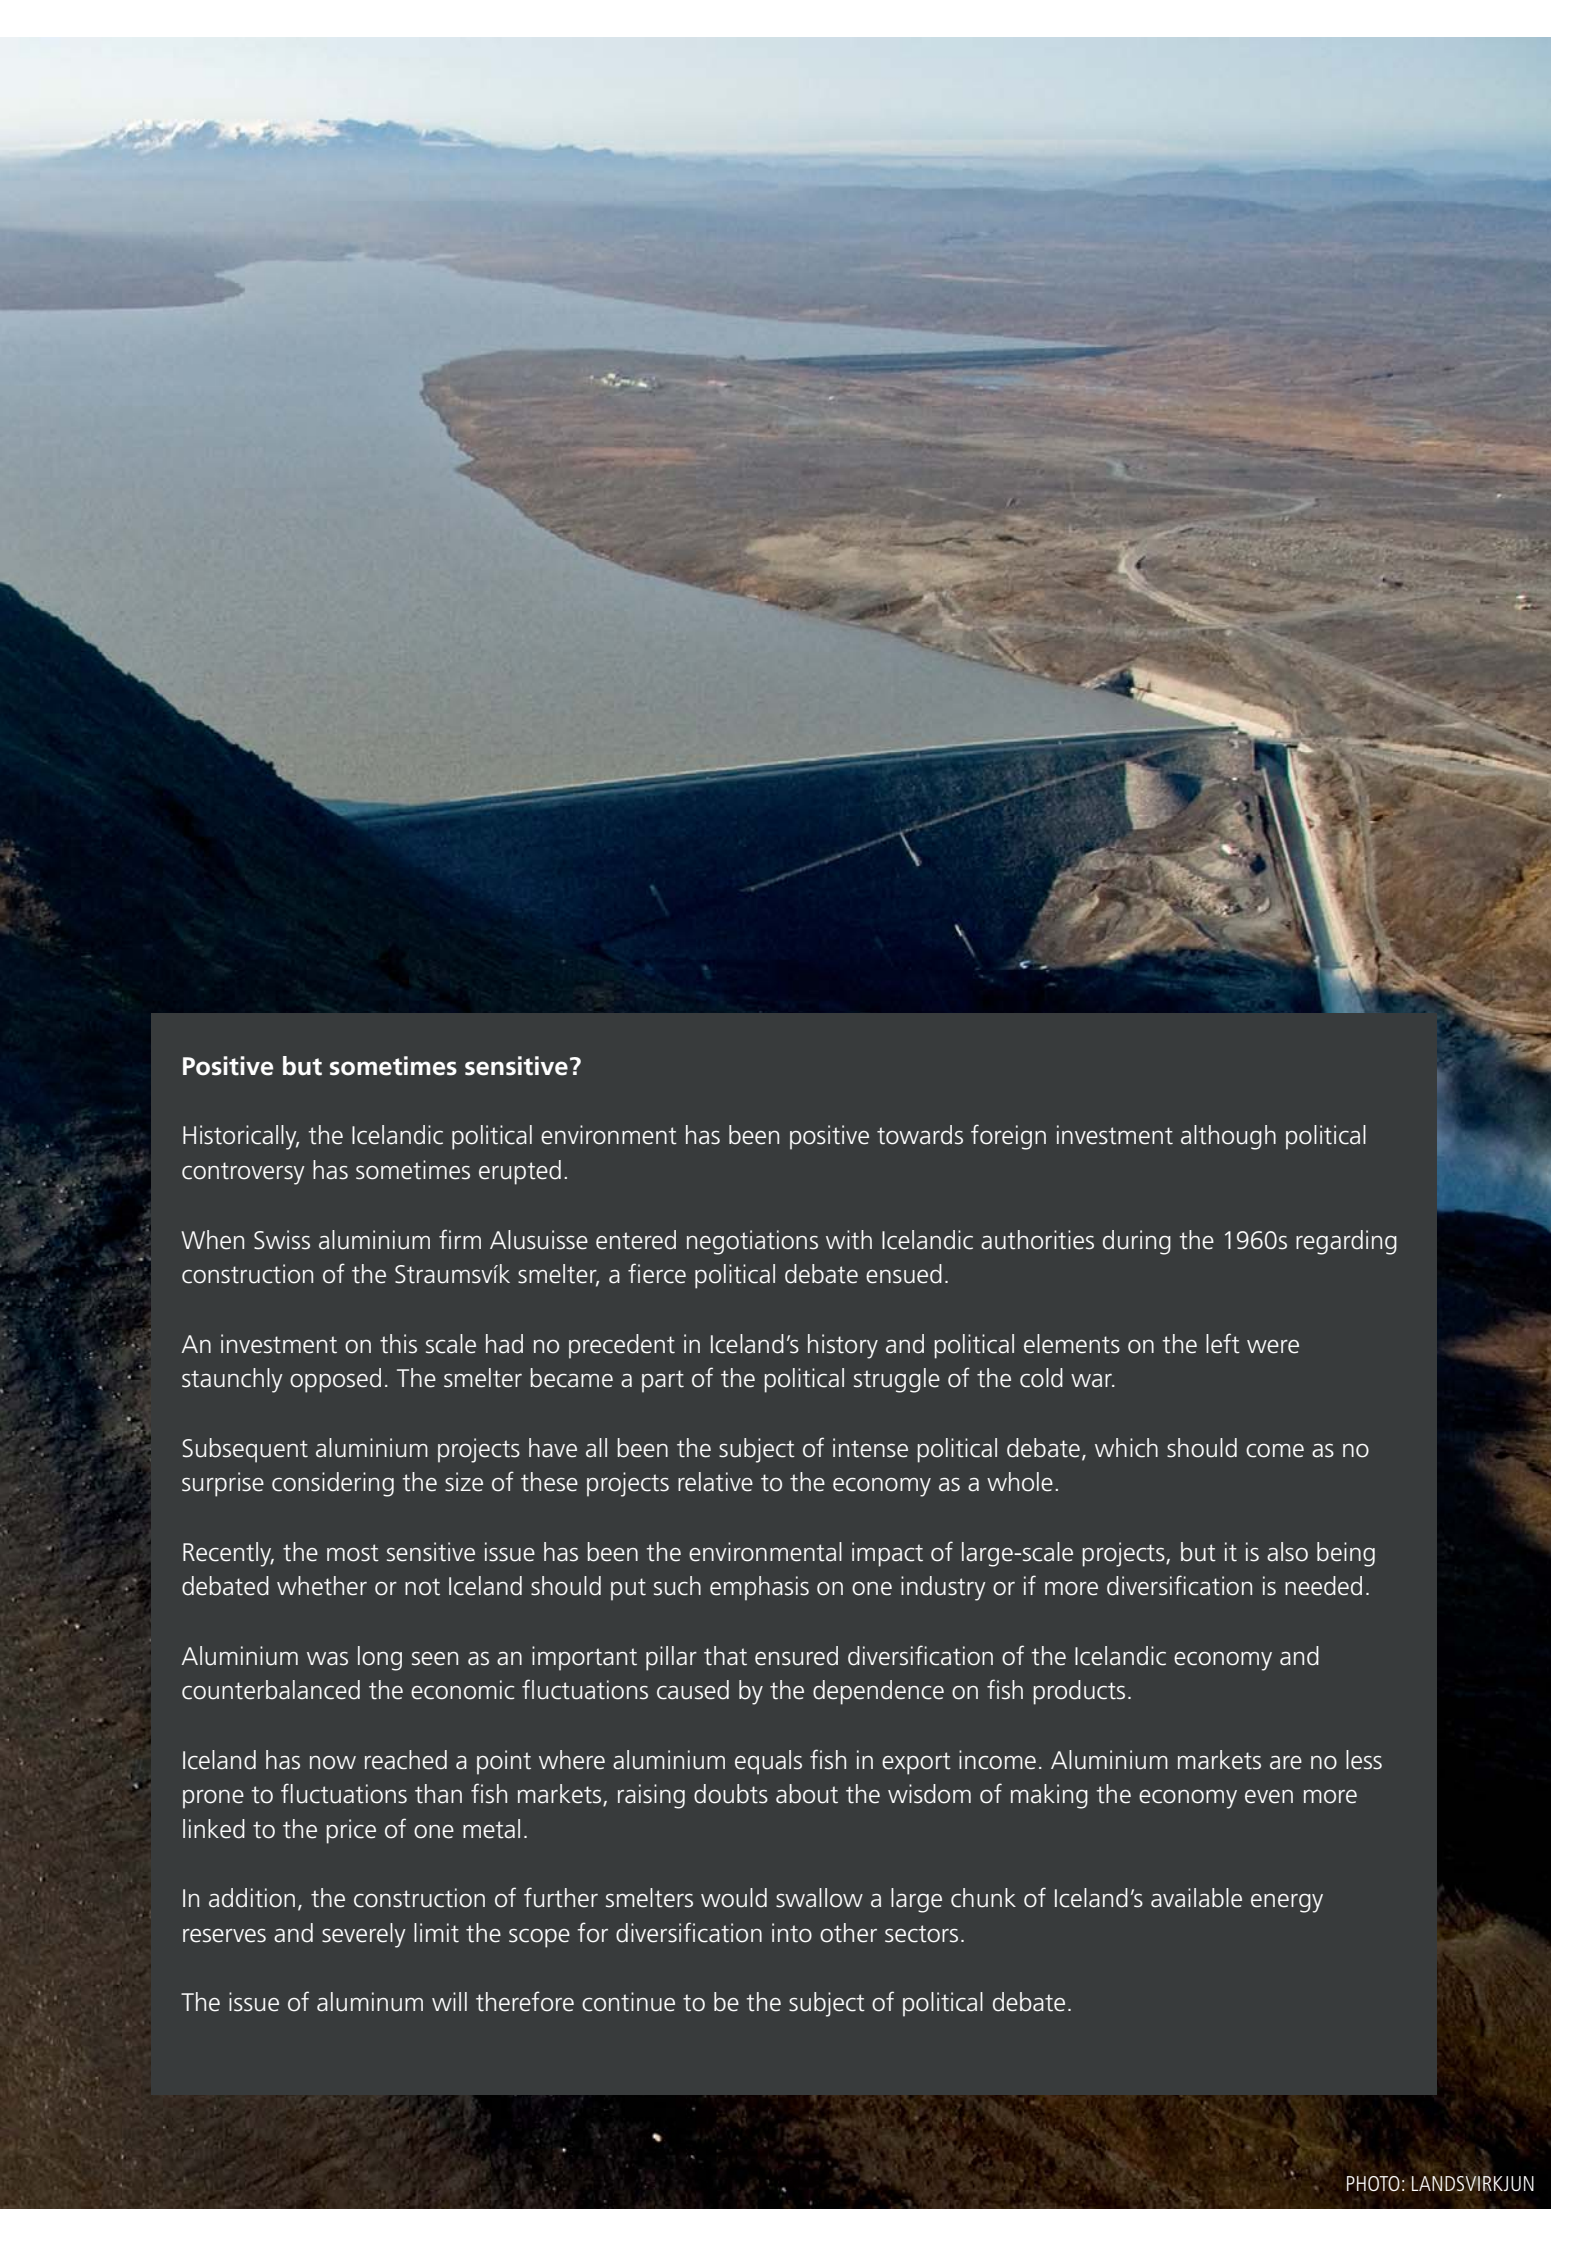 Positive but sometimes sensitive?
Historically, the Icelandic political environment has been positive towards foreign investment although political
controversy has sometimes erupted.
When Swiss aluminium firm Alusuisse entered negotiations with Icelandic authorities during the 1960s regarding
construction of the Straumsvík smelter, a fierce political debate ensued.
An investment on this scale had no precedent in Iceland’s history and political elements on the left were
staunchly opposed. The smelter became a part of the political struggle of the cold war.
Subsequent aluminium projects have all been the subject of intense political debate, which should come as no
surprise considering the size of these projects relative to the economy as a whole.
Recently, the most sensitive issue has been the environmental impact of large-scale projects, but it is also being
debated whether or not Iceland should put such emphasis on one industry or if more diversification is needed.
Aluminium was long seen as an important pillar that ensured diversification of the Icelandic economy and
counterbalanced the economic fluctuations caused by the dependence on fish products.
Iceland has now reached a point where aluminium equals fish in export income. Aluminium markets are no less
prone to fluctuations than fish markets, raising doubts about the wisdom of making the economy even more
linked to the price of one metal.
In addition, the construction of further smelters would swallow a large chunk of Iceland’s available energy
reserves and severely limit the scope for diversification into other sectors.
The issue of aluminum will therefore continue to be the subject of political debate.
PHOTO: LANDSVIRKJUN